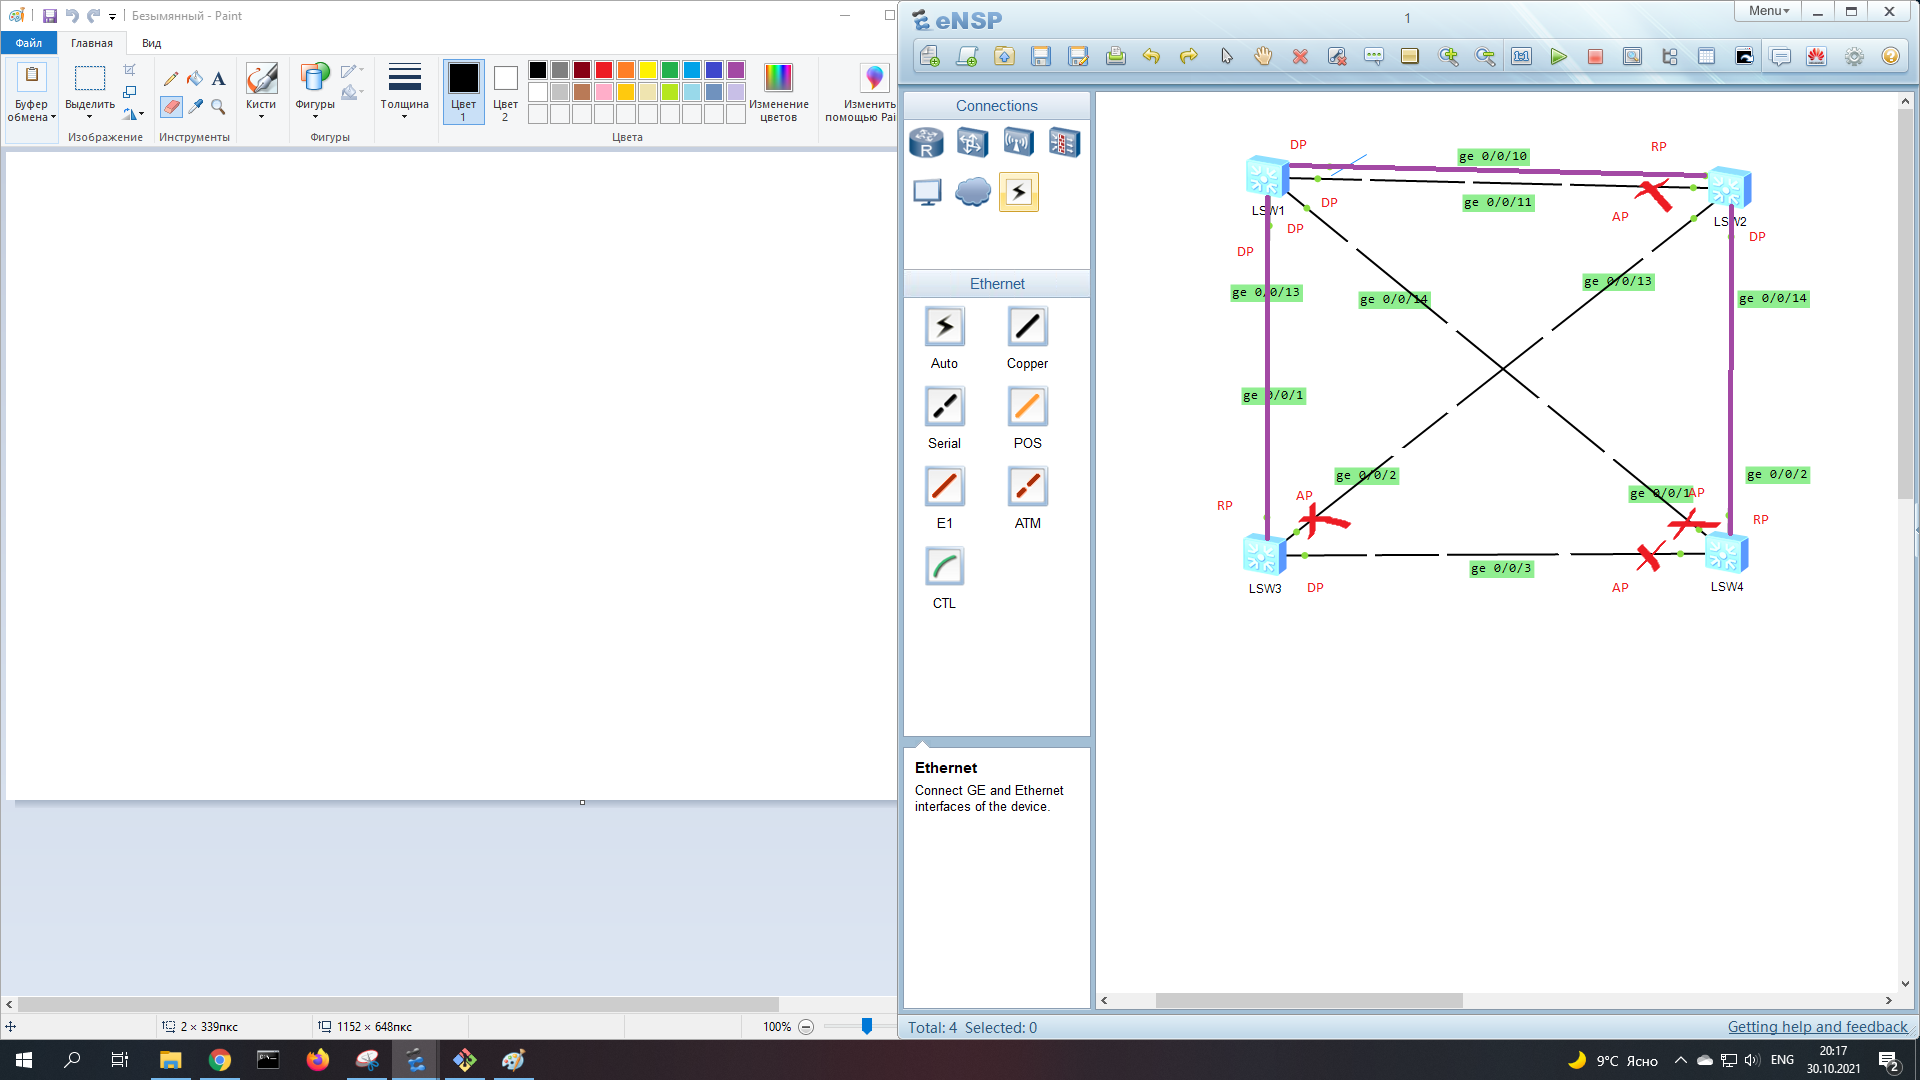 Безымянный - Paint
Файл
Главная
Вид
Буфер обмена
Выделить
Изображение
A
Инструменты
Кисти
Фигуры
Фигуры
Толщина
Цвет 1
Цвет 2
Цвета
Изменение цветов
Изменить
помощью Pai
2 × 339пкс
1152 × 648пкс
100%
eNSP
1
Menu
Connections
R
Ethernet
Auto
Copper
Serial
POS
E1
ATM
CTL
Ethernet
Connect GE and Ethernet
interfaces of the device.
DP
ge 0/0/10
RP
LSW1
DP
ge 0/0/11
AP
LSW2
DP
DP
DP
ge 0/0/13
ge 0/0/14
ge 0/0/13
ge 0/0/14
ge 0/0/1
ge 0/0/2
ge 0/0/1
AP
ge 0/0/2
RP
AP
RP
LSW3
DP
ge 0/0/3
AP
LSW4
Total: 4 Selected: 0
Getting help and feedback
9°C Ясно
ENG
20:17
30.10.2021
2